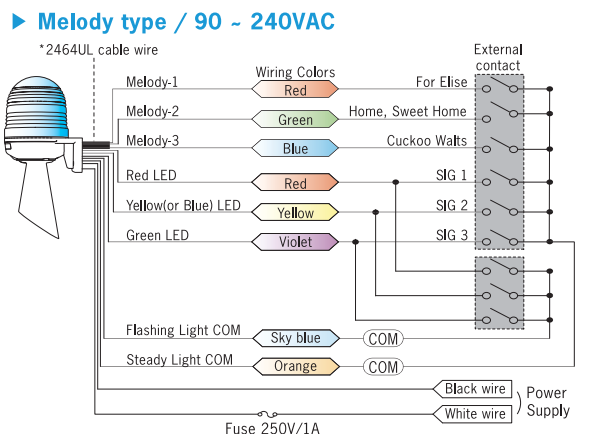 ▶ Melody type / 90 ~ 240VAC
*2464UL cable wire
External
contact
Wiring Colors
Melody-1
Red
For Elise
Melody-2
Green
Home, Sweet Home
Melody-3
Blue
Cuckoo Walts
Red LED
Red
SIG 1
Yellow(or Blue) LED
Yellow
SIG 2
Green LED
Violet
SIG 3
Flashing Light COM
Sky blue
COM
Steady Light COM
Orange
COM
Black wire
White wire
Power
Supply
Fuse 250V/1A